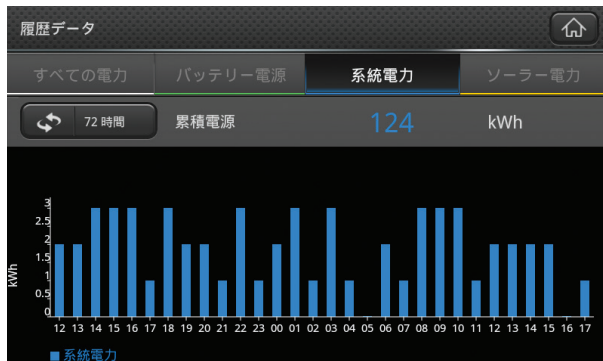 履歴データ
すべての電力 バッテリー電源 系統電力 ソーラー電力
72 時間 累積電源 124 kWh
3
2.5
2
1.5
1
0.5
0
kWh
12 13 14 15 16 17 18 19 20 21 22 23 00 01 02 03 04 05 06 07 08 09 10 11 12 13 14 15 16 17
系統電力